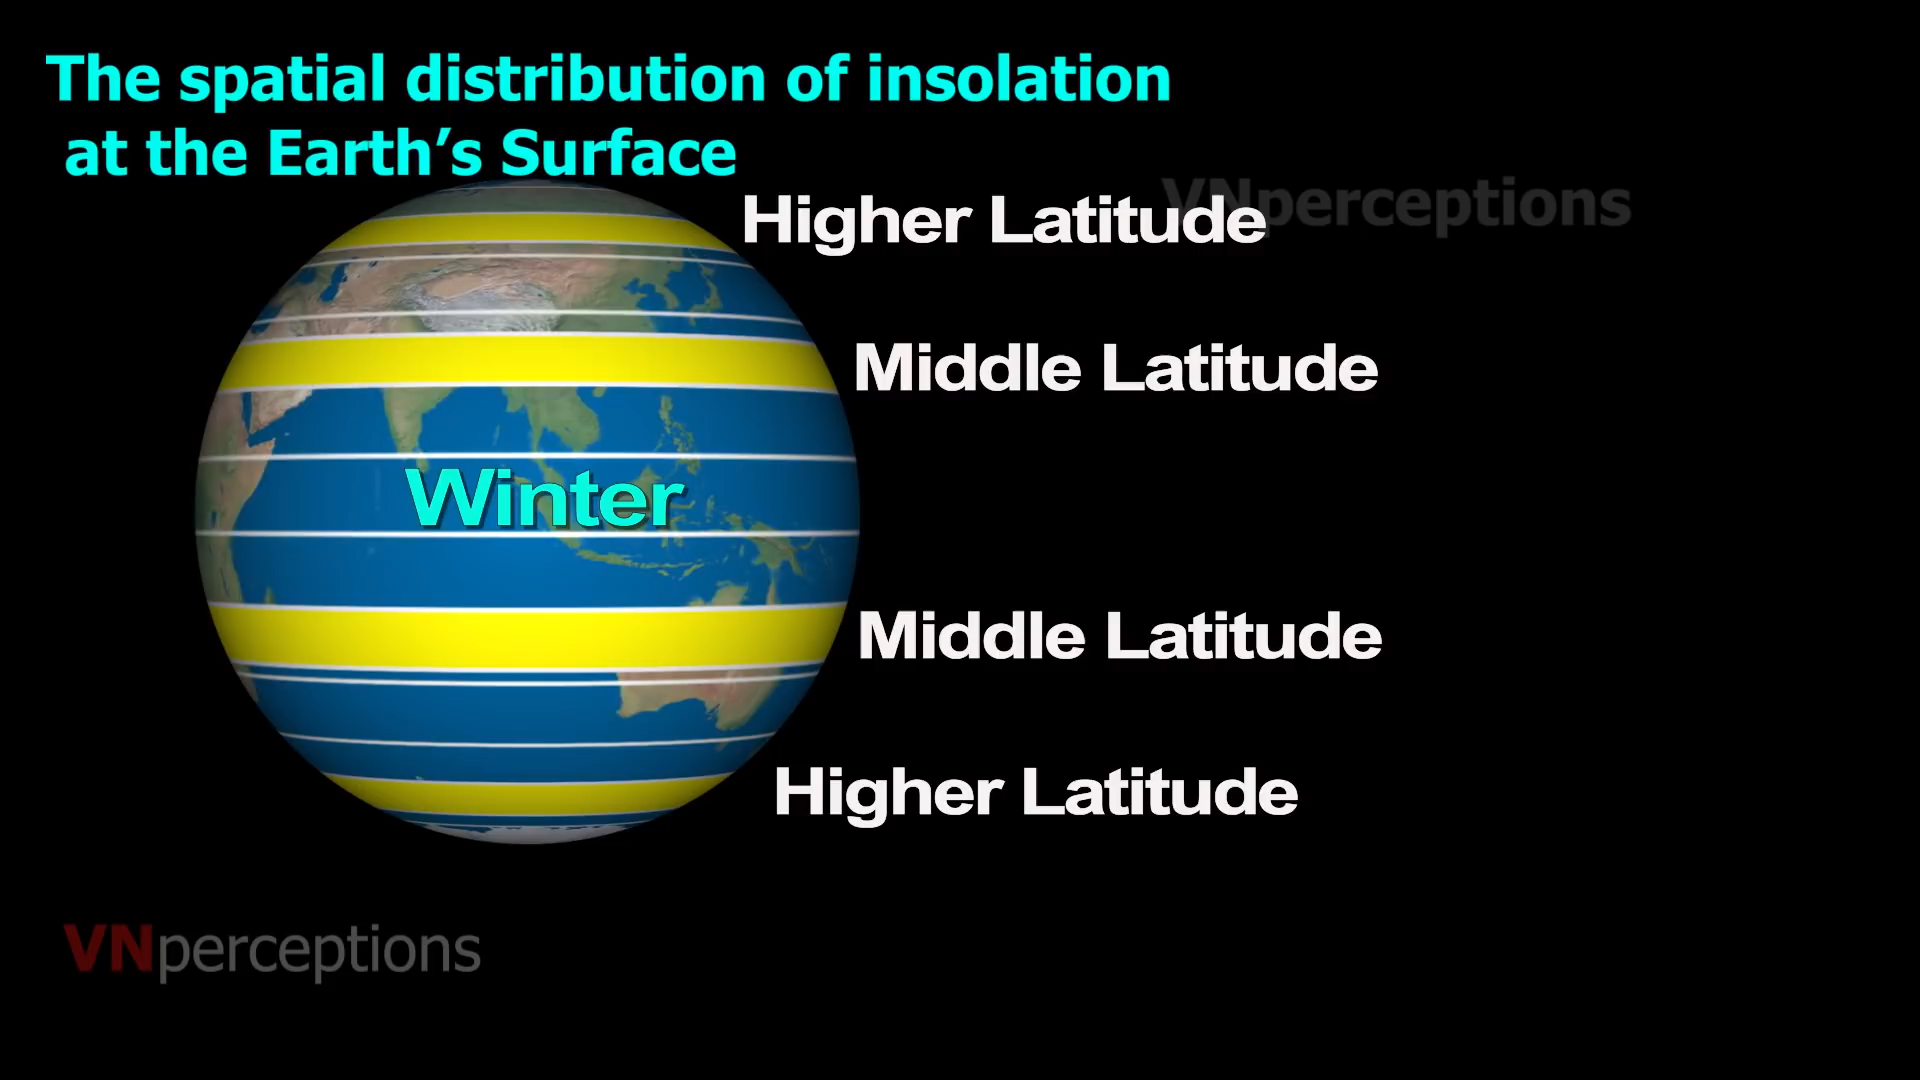 The spatial distribution of insolation
at the Earth’s Surface
VNperceptions
Higher Latitude
Middle Latitude
Winter
Middle Latitude
Higher Latitude
VNperceptions